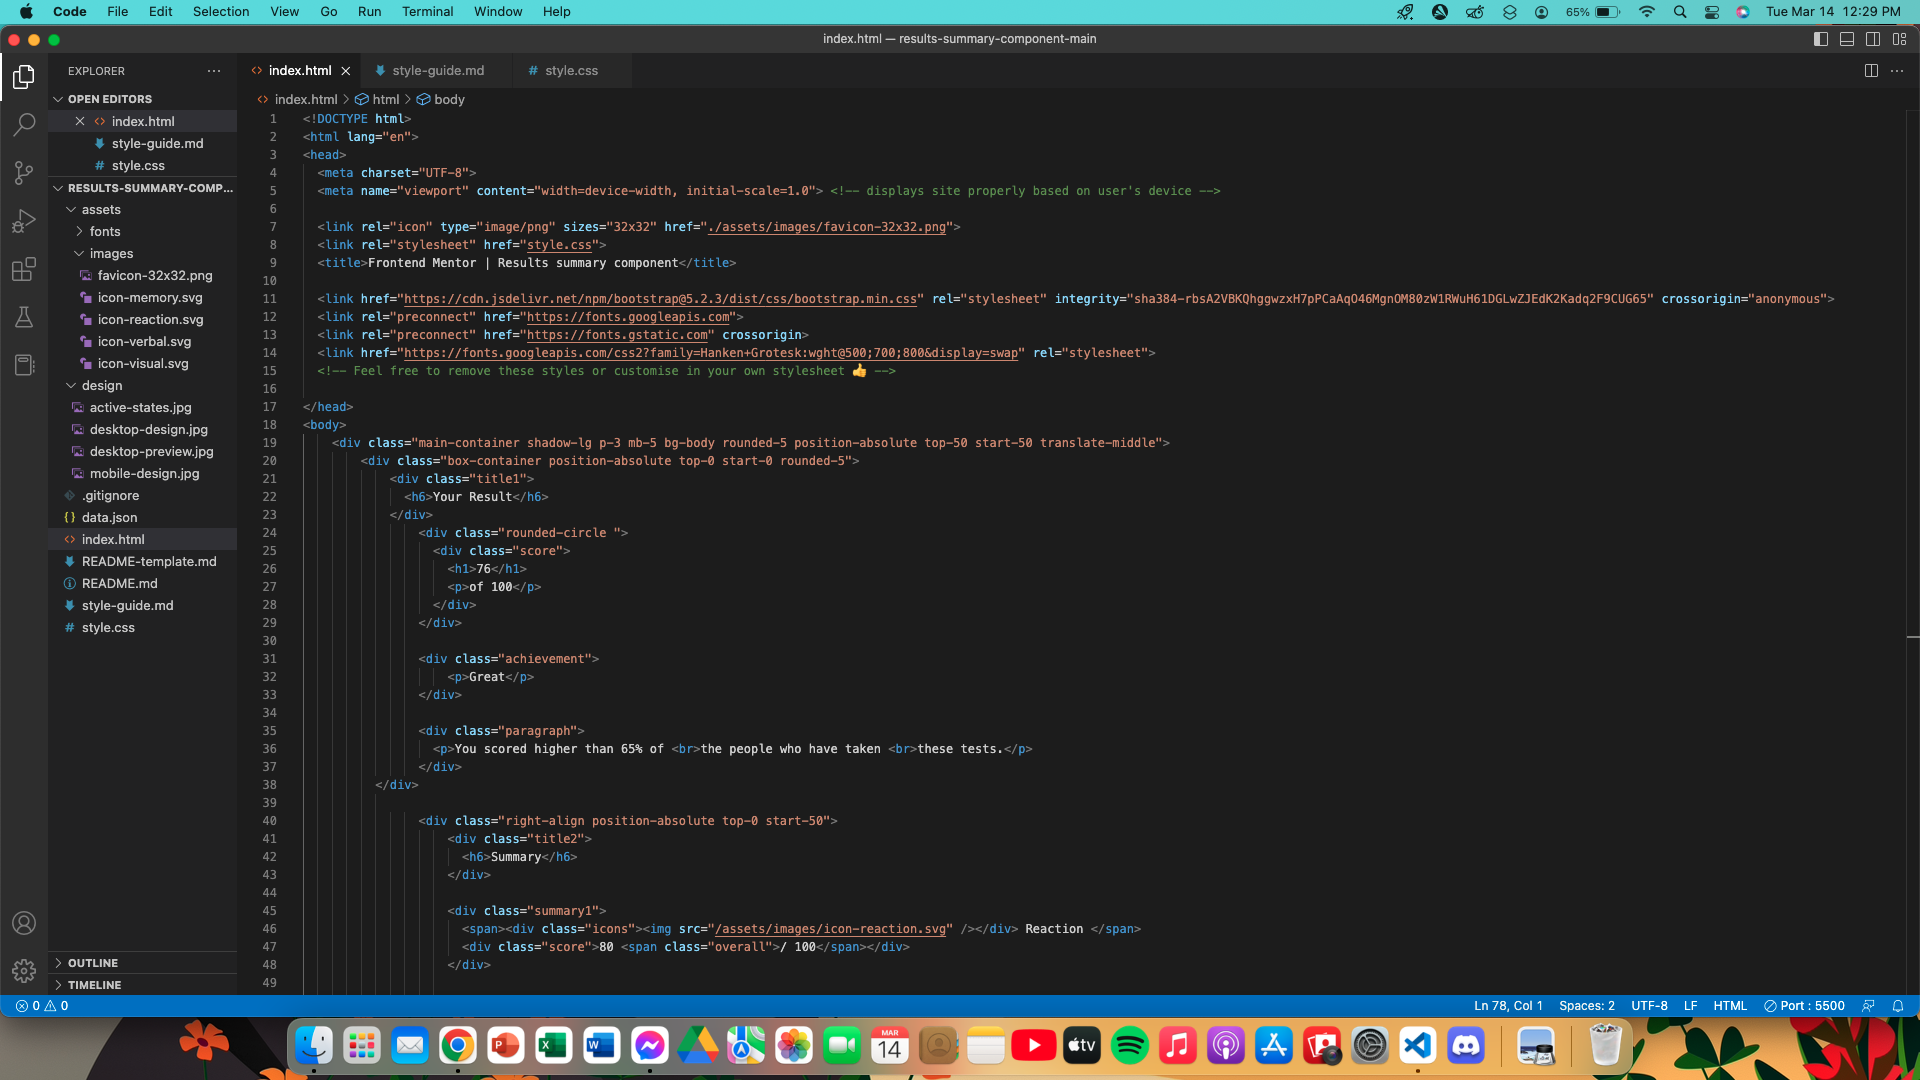 Code File Edit Selection View Go Run Terminal Window Help 65% Tue Mar 14 12:29 PM
index.html — results-summary-component-main
EXPLORER
index.html
style-guide.md
# style.css
OPEN EDITORS
index.html
style-guide.md
# style.css
RESULTS-SUMMARY-COMP...
assets
fonts
images
favicon-32x32.png
icon-memory.svg
icon-reaction.svg
icon-verbal.svg
icon-visual.svg
design
active-states.jpg
desktop-design.jpg
desktop-preview.jpg
mobile-design.jpg
.gitignore
{} data.json
<> index.html
README-template.md
README.md
style-guide.md
# style.css
OUTLINE
TIMELINE
<> index.html > html > body
1 <!DOCTYPE html>
2 <html lang="en">
3 <head>
4 <meta charset="UTF-8">
5 <meta name="viewport" content="width=device-width, initial-scale=1.0"> <!-- displays site properly based on user's device -->
6
7 <link rel="icon" type="image/png" sizes="32x32" href="./assets/images/favicon-32x32.png">
8 <link rel="stylesheet" href="style.css">
9 <title>Frontend Mentor | Results summary component</title>
10
11 <link href="https://cdn.jsdelivr.net/npm/bootstrap@5.2.3/dist/css/bootstrap.min.css" rel="stylesheet" integrity="sha384-rbsA2VBKQhggwzxH7pPCaAqO46MgnOM80zW1RWuH61DGLwZJEdK2Kadq2F9CUG65" crossorigin="anonymous">
12 <link rel="preconnect" href="https://fonts.googleapis.com">
13 <link rel="preconnect" href="https://fonts.gstatic.com" crossorigin>
14 <link href="https://fonts.googleapis.com/css2?family=Hanken+Grotesk:wght@500;700;800&display=swap" rel="stylesheet">
15 <!-- Feel free to remove these styles or customise in your own stylesheet 👍 -->
16
17 </head>
18 <body>
19 <div class="main-container shadow-lg p-3 mb-5 bg-body rounded-5 position-absolute top-50 start-50 translate-middle">
20 <div class="box-container position-absolute top-0 start-0 rounded-5">
21 <div class="title1">
22 <h6>Your Result</h6>
23 </div>
24 <div class="rounded-circle ">
25 <div class="score">
26 <h1>76</h1>
27 <p>of 100</p>
28 </div>
29 </div>
30
31 <div class="achievement">
32 <p>Great</p>
33 </div>
34
35 <div class="paragraph">
36 <p>You scored higher than 65% of <br>the people who have taken <br>these tests.</p>
37 </div>
38 </div>
39
40 <div class="right-align position-absolute top-0 start-50">
41 <div class="title2">
42 <h6>Summary</h6>
43 </div>
44
45 <div class="summary1">
46 <span><div class="icons"><img src="/assets/images/icon-reaction.svg" /></div> Reaction </span>
47 <div class="score">80 <span class="overall">/ 100</span></div>
48 </div>
49
0 0 Ln 78, Col 1 Spaces: 2 UTF-8 LF HTML Port : 5500
P X W MAR 14 tv